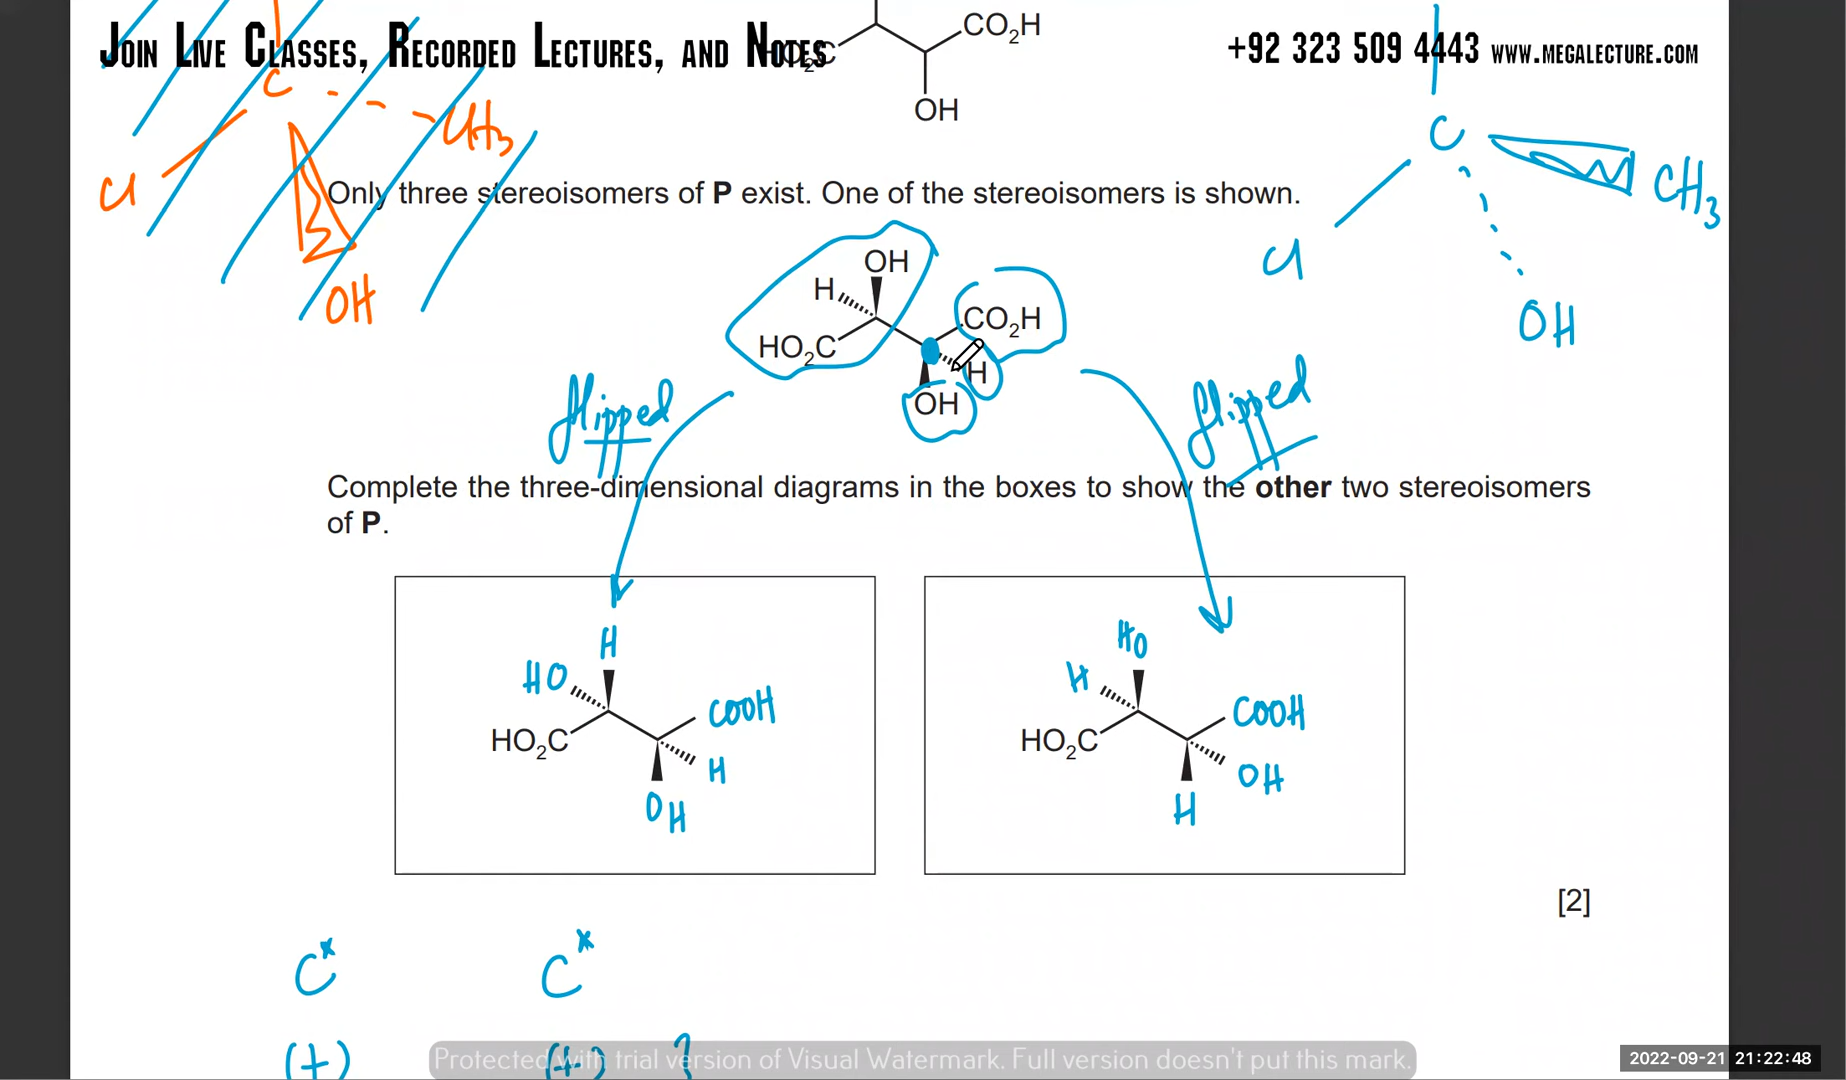 JOIN LIVE CLASSES, RECORDED LECTURES, AND NOTES
+92 323 509 4443 WWW.MEGALECTURE.COM
CO₂H
OH
C
CH₃
Cl
OH
C
CH₃
Cl
OH
Only three stereoisomers of P exist. One of the stereoisomers is shown.
OH
H
HO₂C
CO₂H
H
OH
flipped
flipped
Complete the three-dimensional diagrams in the boxes to show the other two stereoisomers
of P.
H
HO
HO₂C
COOH
H
OH
HO
H
HO₂C
COOH
OH
H
[2]
C*
C*
(+)
Protected with trial version of Visual Watermark. Full version doesn't put this mark.
2022-09-21 21:22:48